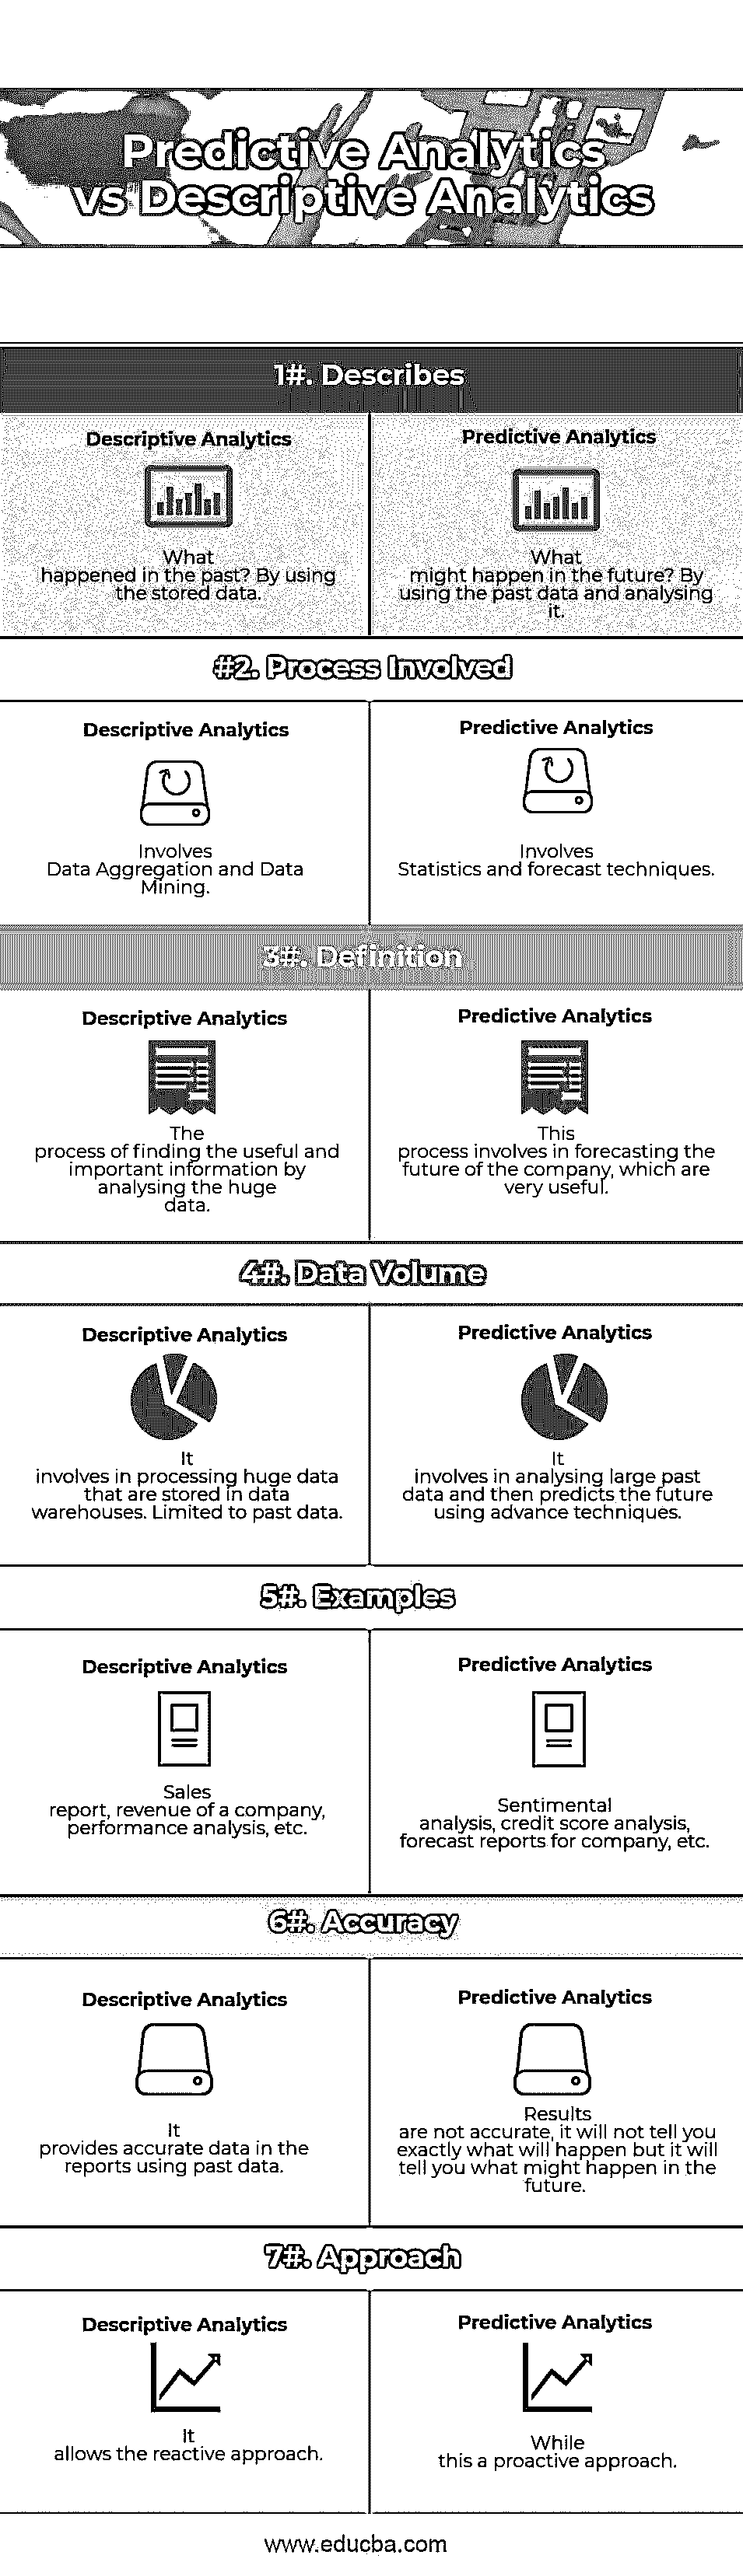 Predictive Analytics
vs Descriptive Analytics
1#. Describes
Descriptive Analytics
What
happened in the past? By using
the stored data.
Predictive Analytics
What
might happen in the future? By
using the past data and analysing
it.
#2. Process Involved
Descriptive Analytics
Involves
Data Aggregation and Data
Mining.
Predictive Analytics
Involves
Statistics and forecast techniques.
3#. Definition
Descriptive Analytics
The
process of finding the useful and
important information by
analysing the huge
data.
Predictive Analytics
This
process involves in forecasting the
future of the company, which are
very useful.
4#. Data Volume
Descriptive Analytics
It
involves in processing huge data
that are stored in data
warehouses. Limited to past data.
Predictive Analytics
It
involves in analysing large past
data and then predicts the future
using advance techniques.
5#. Examples
Descriptive Analytics
Sales
report, revenue of a company,
performance analysis, etc.
Predictive Analytics
Sentimental
analysis, credit score analysis,
forecast reports for company, etc.
6#. Accuracy
Descriptive Analytics
It
provides accurate data in the
reports using past data.
Predictive Analytics
Results
are not accurate, it will not tell you
exactly what will happen but it will
tell you what might happen in the
future.
7#. Approach
Descriptive Analytics
It
allows the reactive approach.
Predictive Analytics
While
this a proactive approach.
www.educba.com